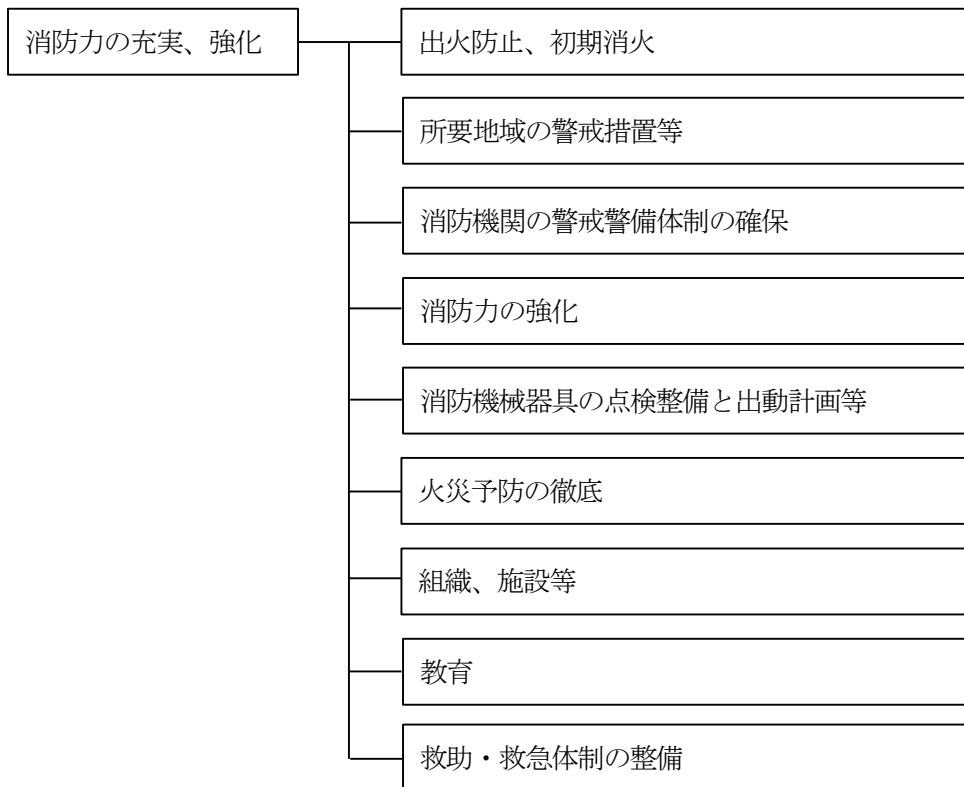 消防力の充実、強化
出火防止、初期消火
所要地域の警戒措置等
消防機関の警戒警備体制の確保
消防力の強化
消防機械器具の点検整備と出動計画等
火災予防の徹底
組織、施設等
教育
救助・救急体制の整備